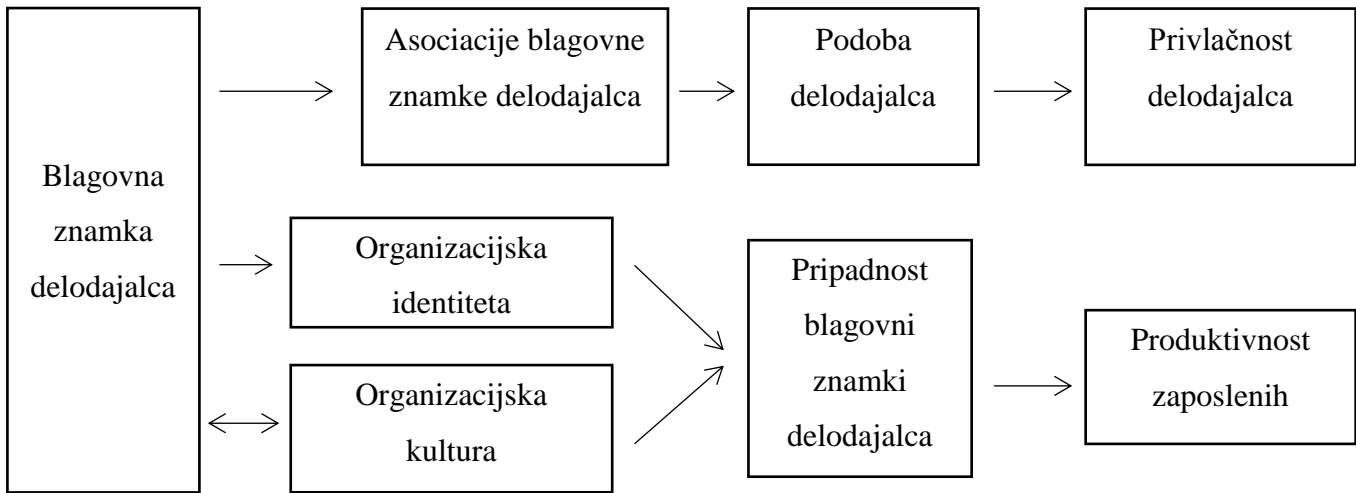 Blagovna
znamka
delodajalca
Asociacije blagovne
znamke delodajalca
Podoba
delodajalca
Privlačnost
delodajalca
Organizacijska
identiteta
Organizacijska
kultura
Pripadnost
blagovni
znamki
delodajalca
Produktivnost
zaposlenih